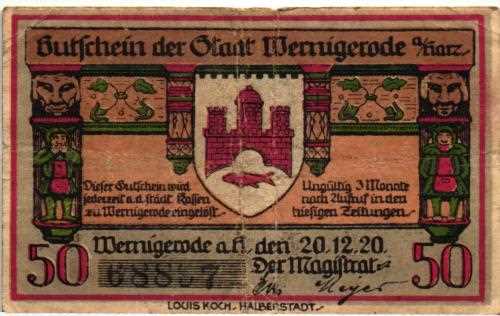 Gutschein der Stadt Wernigerode a/Harz
Dieser Gutschein wird
jederzeit a.d. städt. Kassen
zu Wernigerode eingelöst.
Ungültig 3 Monate
nach Aufruf in den
hiesigen Zeitungen.
50
Wernigerode a.H., den 20.12.20.
Der Magistrat
50
Meyer
LOUIS KOCH - HALBERSTADT.